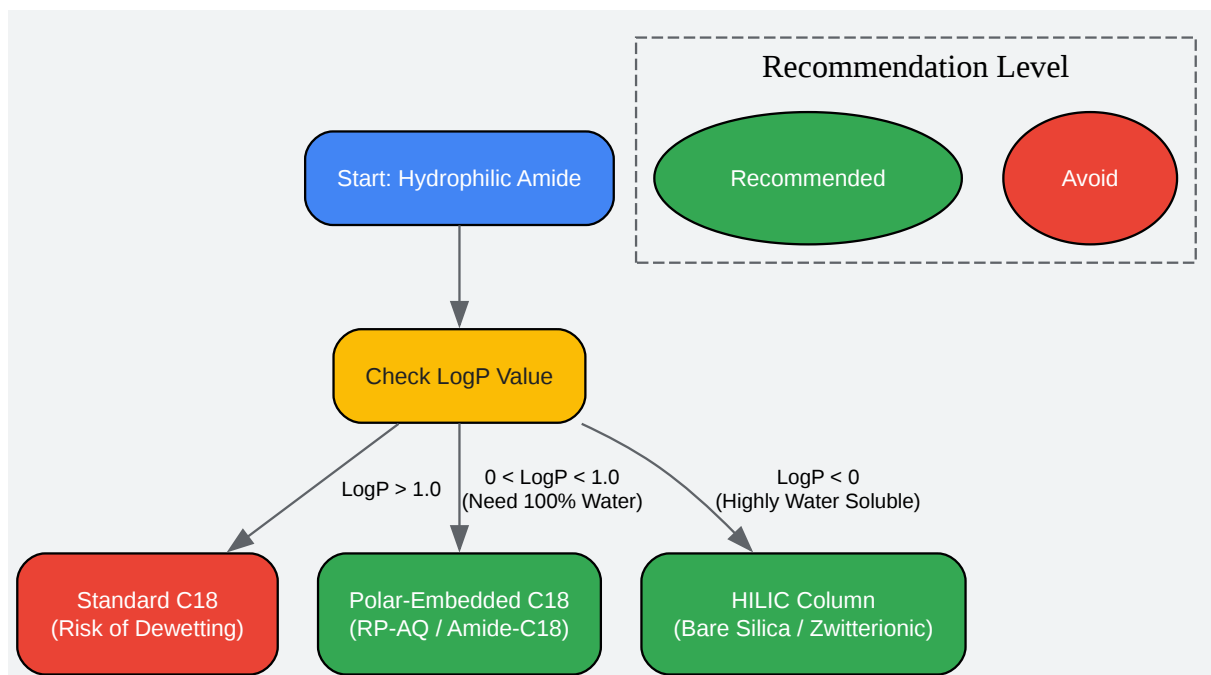 Recommendation Level
Recommended
Avoid
Start: Hydrophilic Amide
Check LogP Value
LogP > 1.0
0 < LogP < 1.0
(Need 100% Water)
LogP < 0
(Highly Water Soluble)
Standard C18
(Risk of Dewetting)
Polar-Embedded C18
(RP-AQ / Amide-C18)
HILIC Column
(Bare Silica / Zwitterionic)